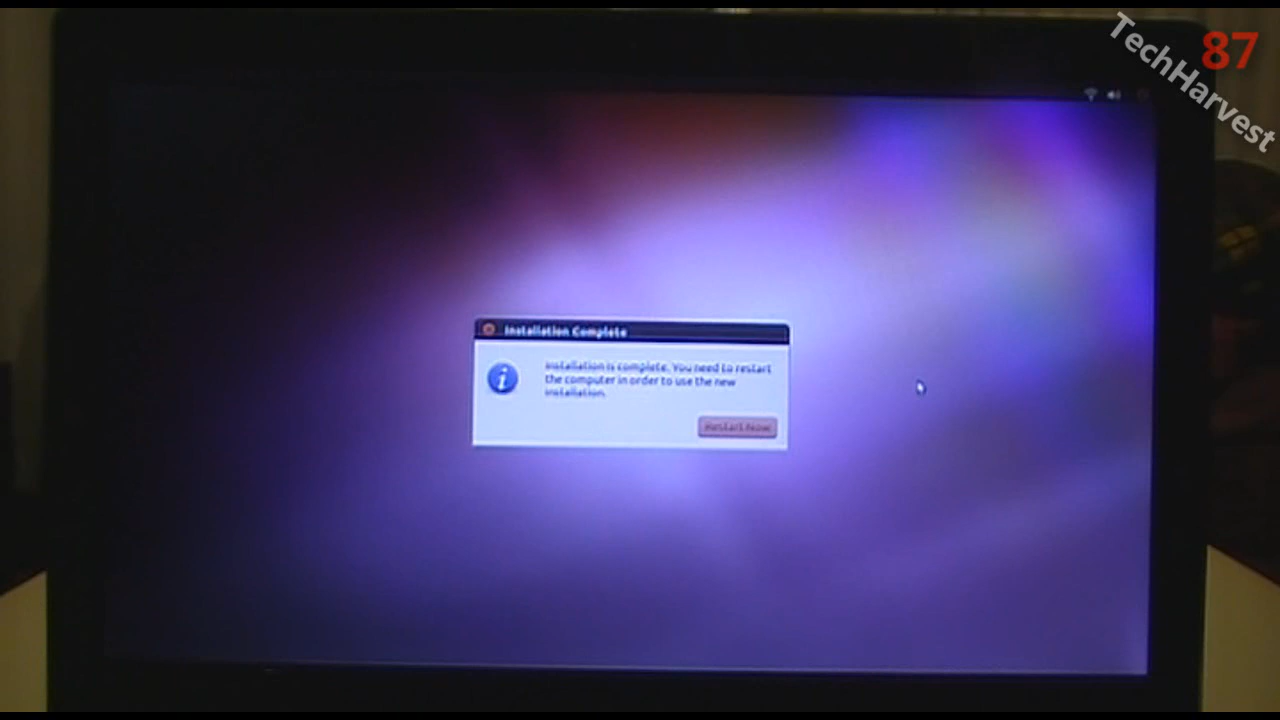 87
TechHarvest
Installation Complete
Installation is complete. You need to restart
the computer in order to use the new
installation.
Restart Now